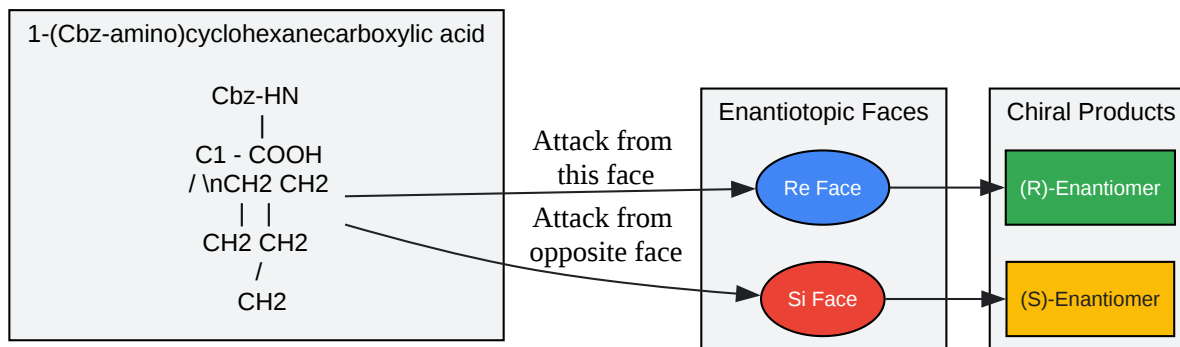 1-(Cbz-amino)cyclohexanecarboxylic acid
Cbz-HN
|
C1 - COOH
/ \nCH2 CH2
| |
CH2 CH2
/
CH2
Attack from
this face
Attack from
opposite face
Enantiotopic Faces
Re Face
Si Face
Chiral Products
(R)-Enantiomer
(S)-Enantiomer